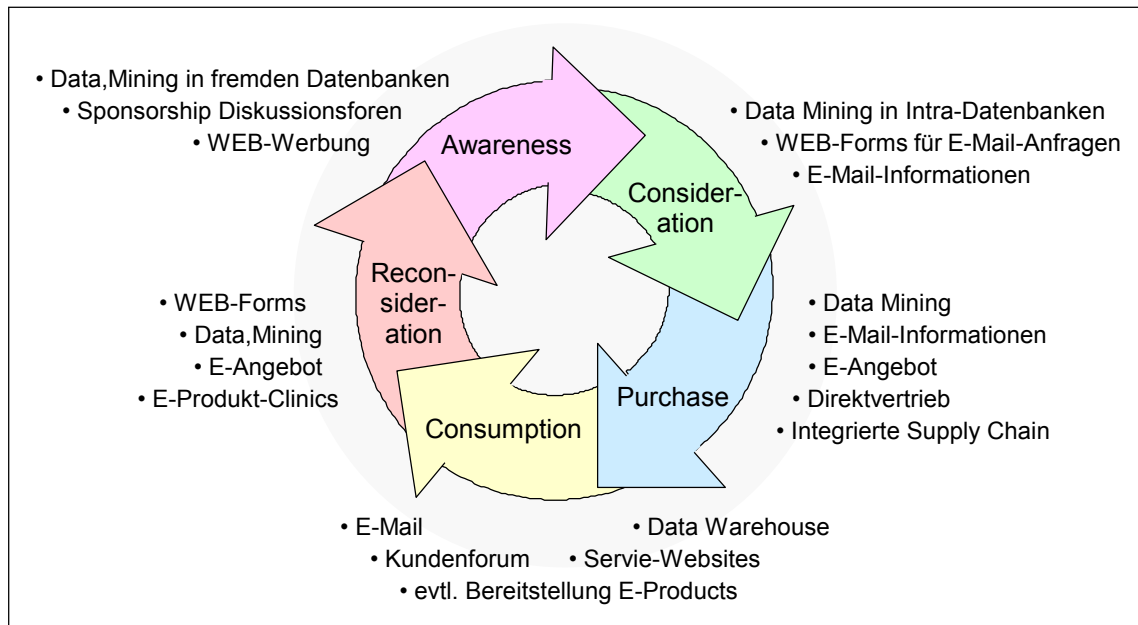 • Data,Mining in fremden Datenbanken
• Sponsorship Diskussionsforen
• WEB-Werbung
Awareness
• Data Mining in Intra-Datenbanken
• WEB-Forms für E-Mail-Anfragen
• E-Mail-Informationen
Consider-
ation
Recon-
sider-
ation
• WEB-Forms
• Data,Mining
• E-Angebot
• E-Produkt-Clinics
• Data Mining
• E-Mail-Informationen
• E-Angebot
• Direktvertrieb
• Integrierte Supply Chain
Purchase
Consumption
• E-Mail
• Kundenforum
• Data Warehouse
• Servie-Websites
• evtl. Bereitstellung E-Products